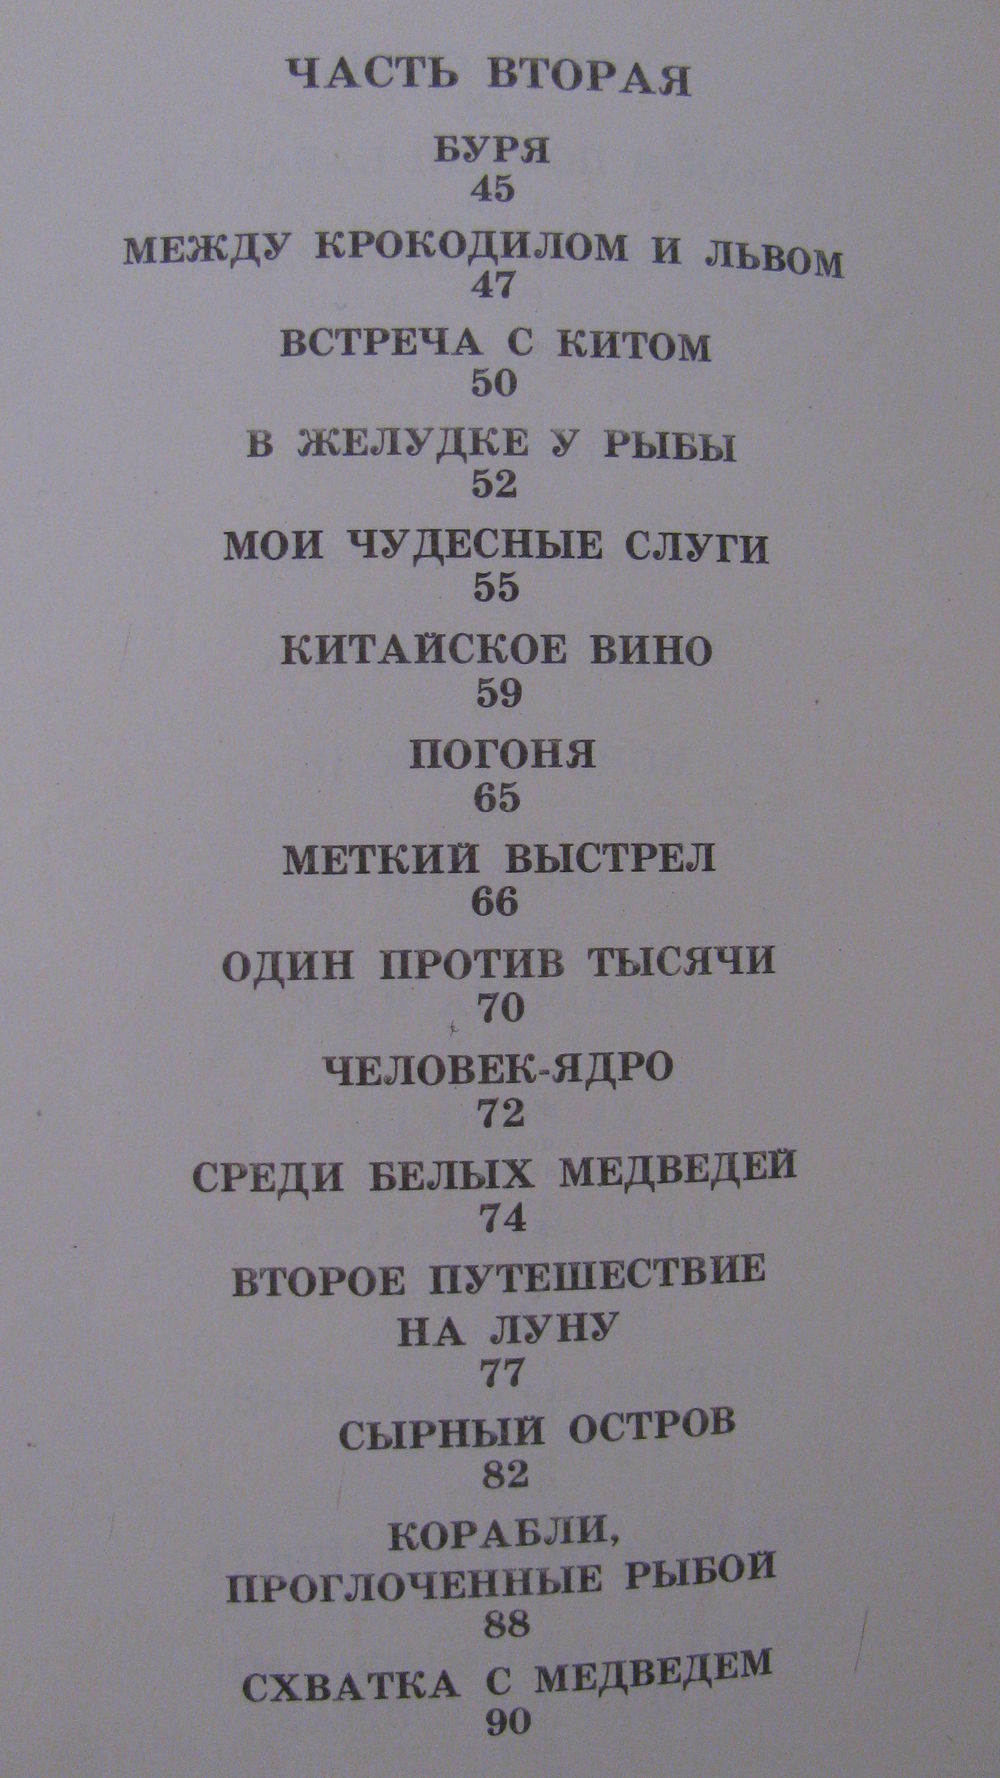 ЧАСТЬ ВТОРАЯ
БУРЯ
45
МЕЖДУ КРОКОДИЛОМ И ЛЬВОМ
47
ВСТРЕЧА С КИТОМ
50
В ЖЕЛУДКЕ У РЫБЫ
52
МОИ ЧУДЕСНЫЕ СЛУГИ
55
КИТАЙСКОЕ ВИНО
59
ПОГОНЯ
65
МЕТКИЙ ВЫСТРЕЛ
66
ОДИН ПРОТИВ ТЫСЯЧИ
70
ЧЕЛОВЕК-ЯДРО
72
СРЕДИ БЕЛЫХ МЕДВЕДЕЙ
74
ВТОРОЕ ПУТЕШЕСТВИЕ
НА ЛУНУ
77
СЫРНЫЙ ОСТРОВ
82
КОРАБЛИ,
ПРОГЛОЧЕННЫЕ РЫБОЙ
88
СХВАТКА С МЕДВЕДЕМ
90